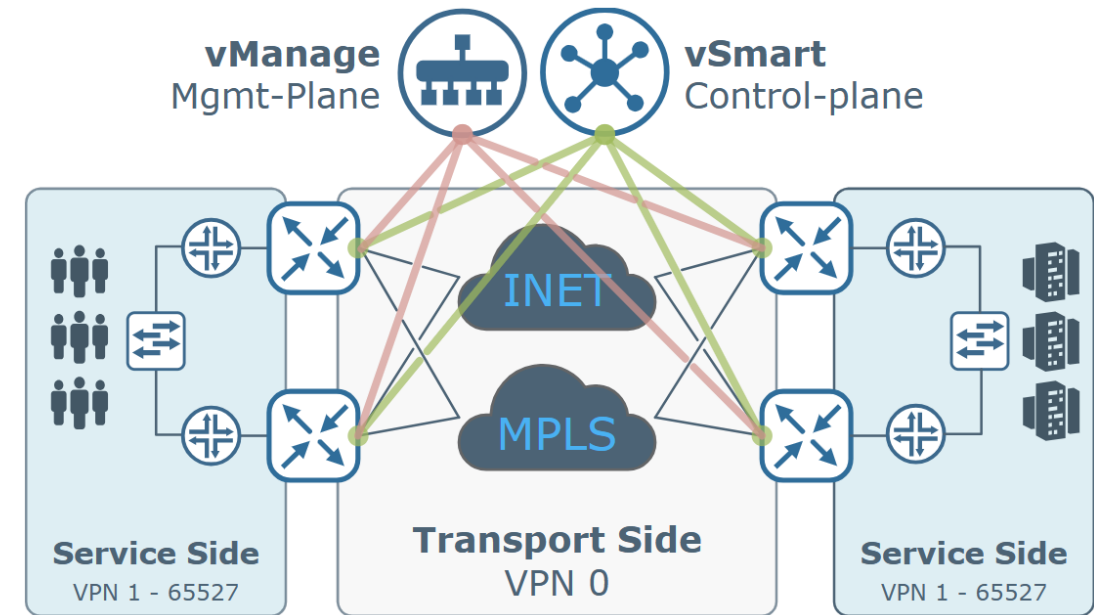 vManage
Mgmt-Plane
vSmart
Control-plane
INET
MPLS
Service Side
VPN 1 - 65527
Transport Side
VPN 0
Service Side
VPN 1 - 65527